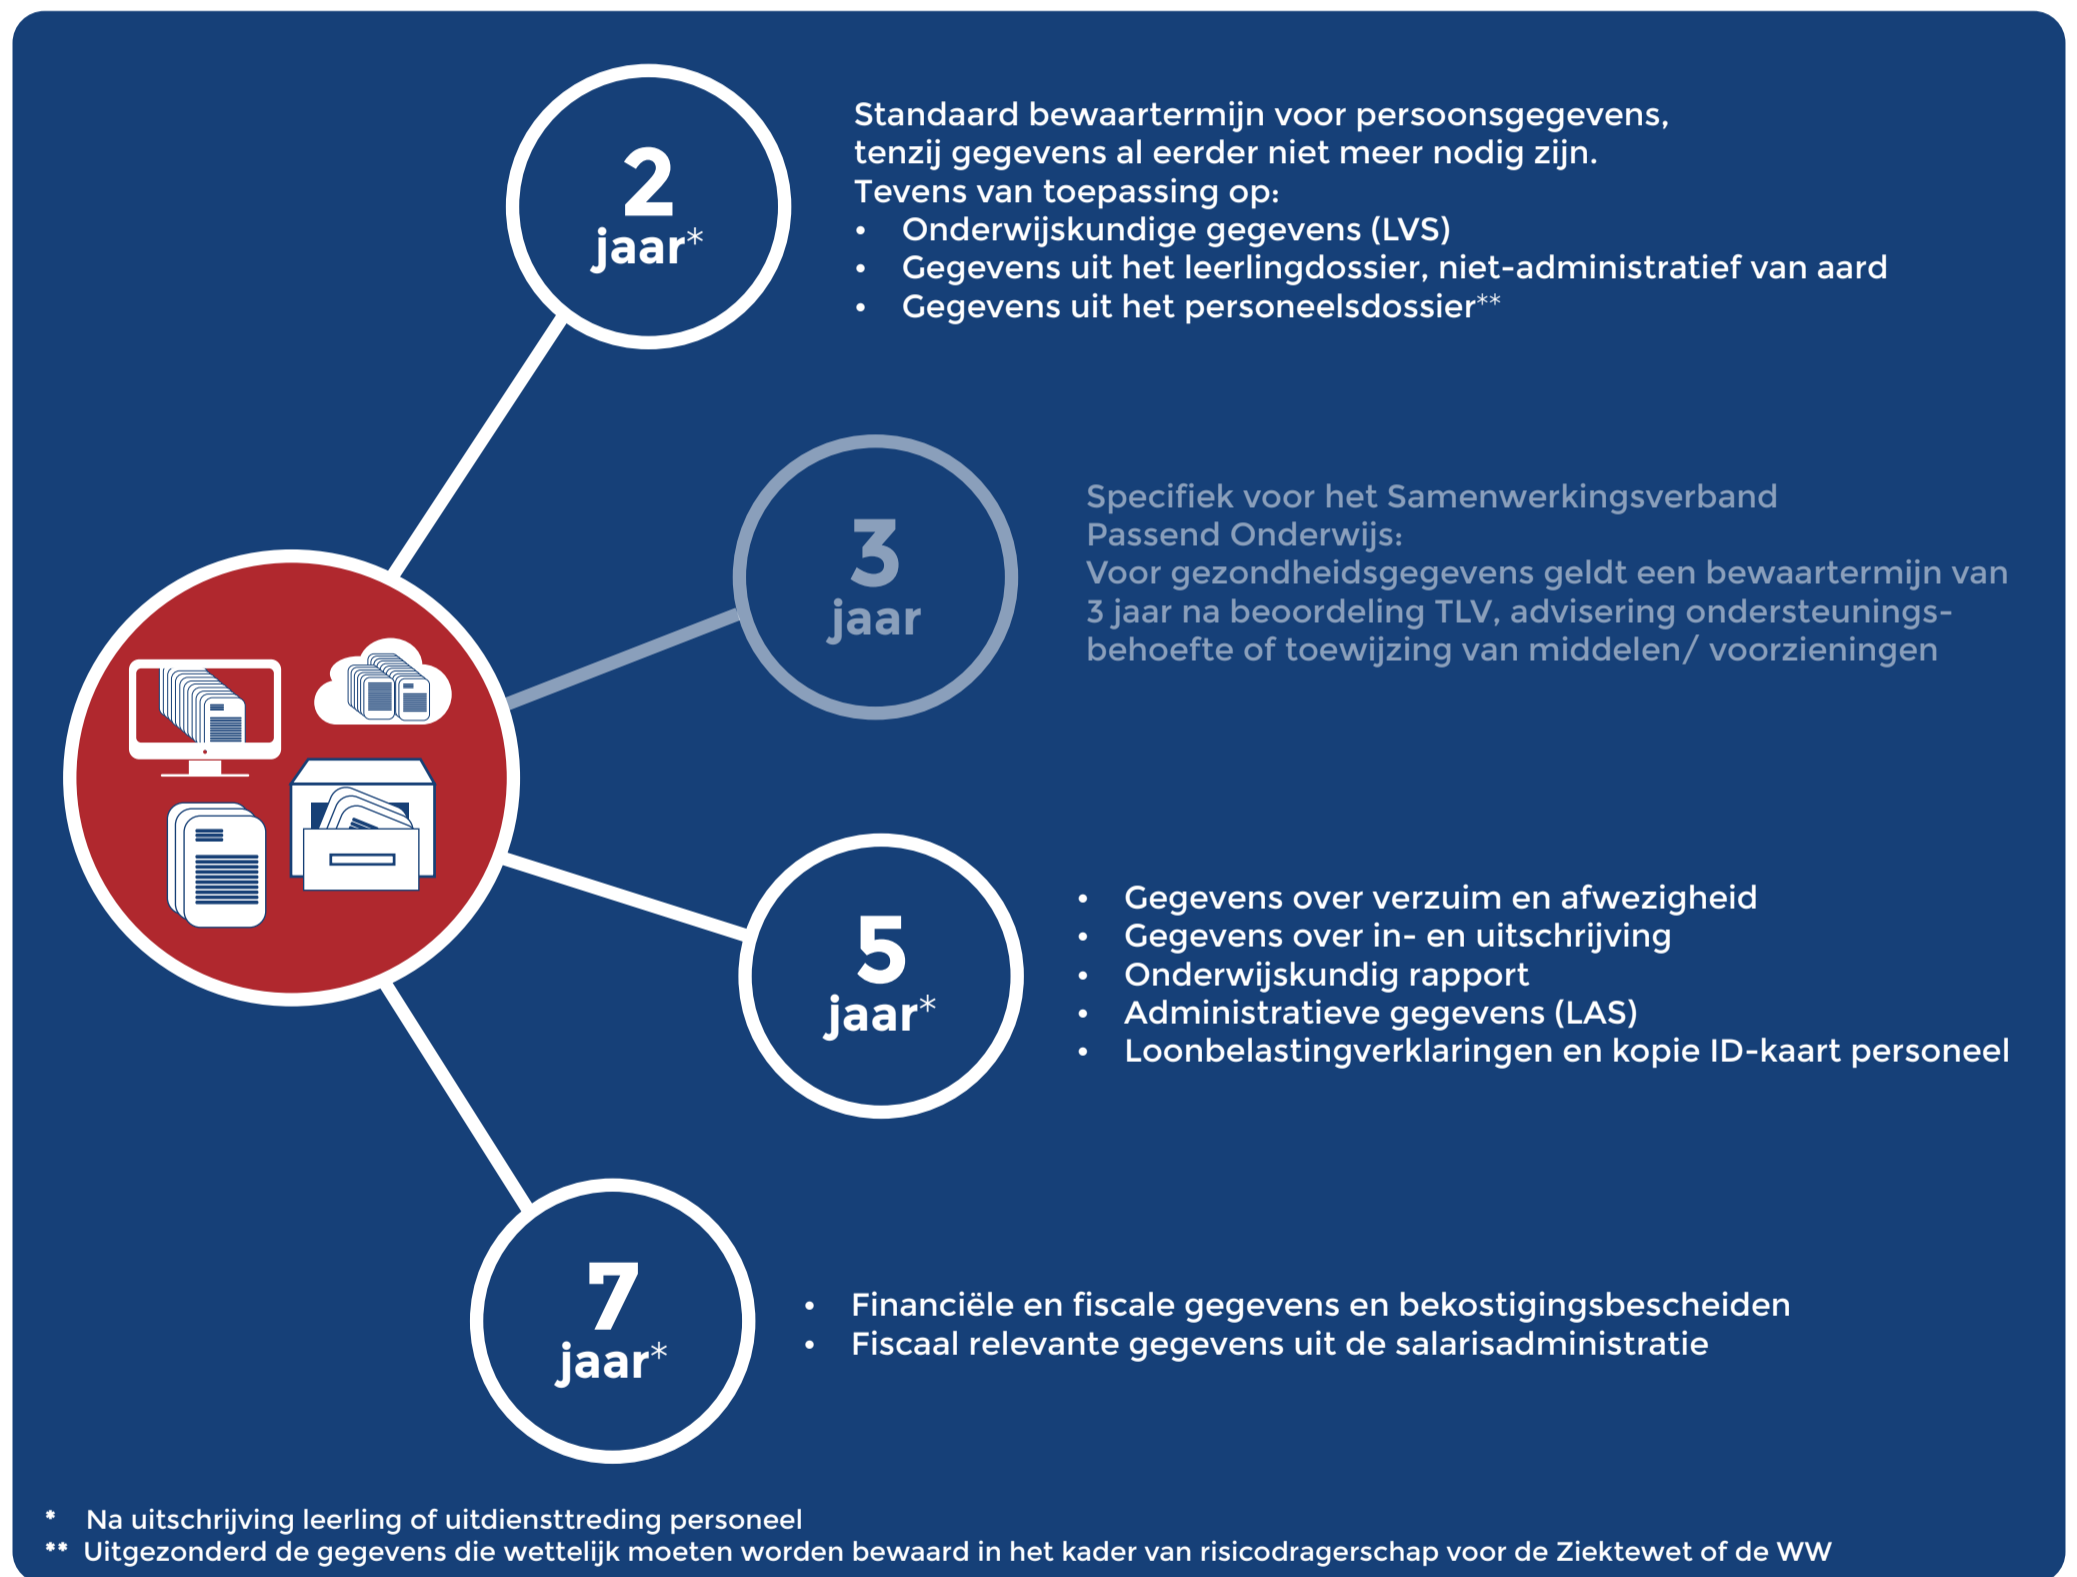 2
jaar*
Standaard bewaartermijn voor persoonsgegevens,
tenzij gegevens al eerder niet meer nodig zijn.
Tevens van toepassing op:
• Onderwijskundige gegevens (LVS)
• Gegevens uit het leerlingdossier, niet-administratief van aard
• Gegevens uit het personeelsdossier**
3
jaar
Specifiek voor het Samenwerkingsverband
Passend Onderwijs:
Voor gezondheidsgegevens geldt een bewaartermijn van
3 jaar na beoordeling TLV, advisering ondersteunings-
behoefte of toewijzing van middelen/ voorzieningen
5
jaar*
• Gegevens over verzuim en afwezigheid
• Gegevens over in- en uitschrijving
• Onderwijskundig rapport
• Administratieve gegevens (LAS)
• Loonbelastingverklaringen en kopie ID-kaart personeel
7
jaar*
• Financiële en fiscale gegevens en bekostigingsbescheiden
• Fiscaal relevante gegevens uit de salarisadministratie
* Na uitschrijving leerling of uitdiensttreding personeel
** Uitgezonderd de gegevens die wettelijk moeten worden bewaard in het kader van risicodragerschap voor de Ziektewet of de WW